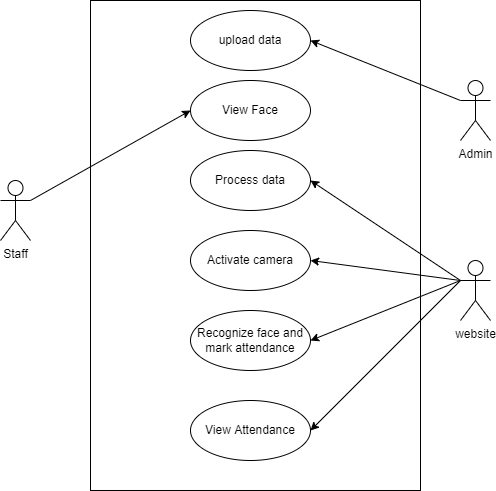 upload data
View Face
Admin
Process data
Staff
Activate camera
Recognize face and
mark attendance
website
View Attendance